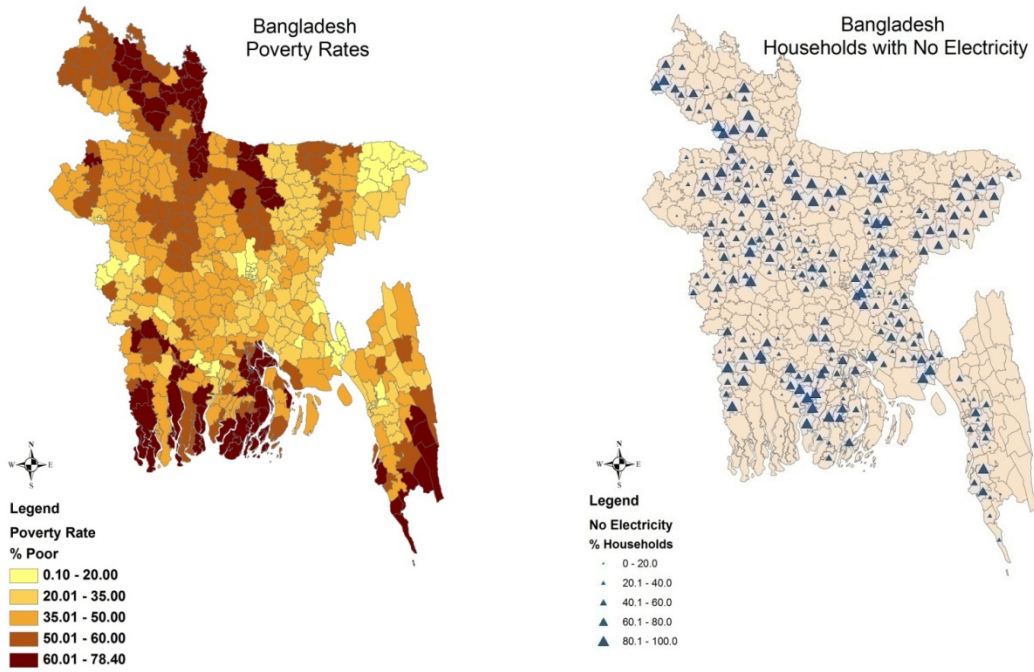 Bangladesh
Poverty Rates
N
W E
S
Legend
Poverty Rate
% Poor
0.10 - 20.00
20.01 - 35.00
35.01 - 50.00
50.01 - 60.00
60.01 - 78.40
Bangladesh
Households with No Electricity
N
W E
S
Legend
No Electricity
% Households
0 - 20.0
20.1 - 40.0
40.1 - 60.0
60.1 - 80.0
80.1 - 100.0